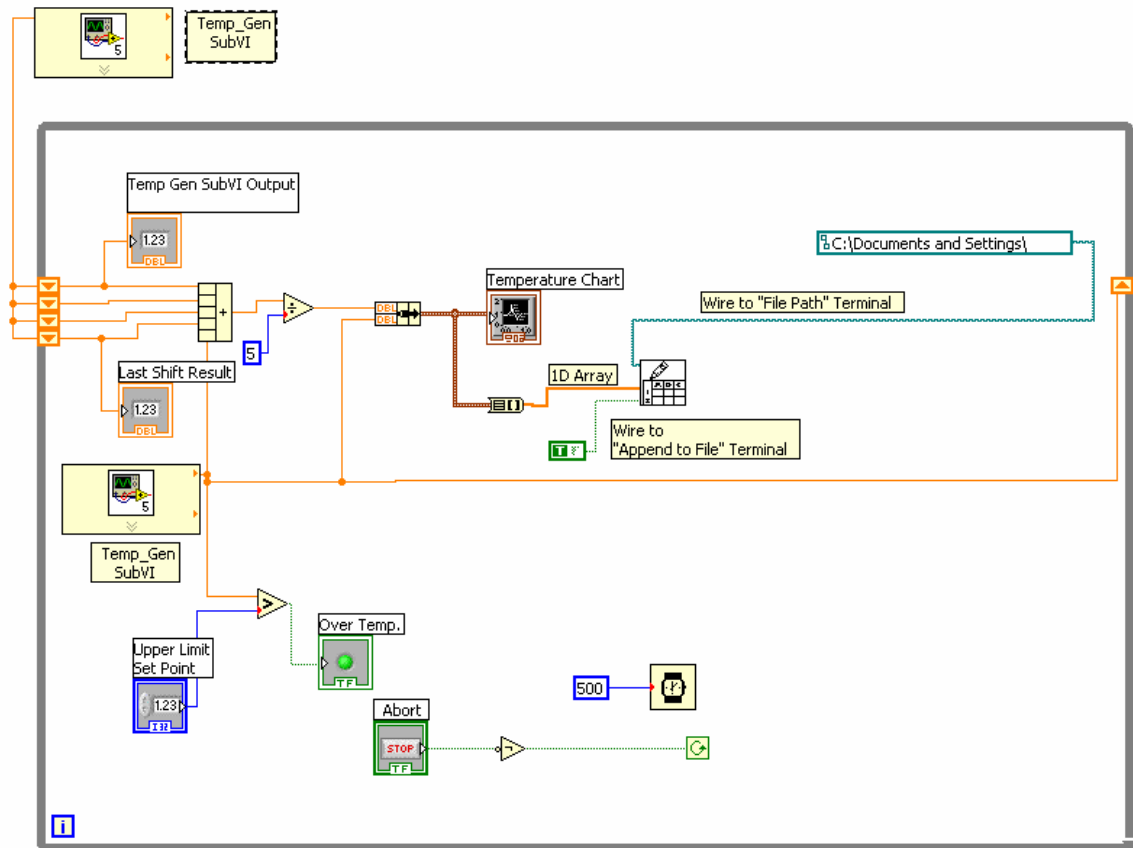 Temp_Gen
SubVI
5
Temp Gen SubVI Output
1.23
DBL
C:\Documents and Settings\
Temperature Chart
Wire to "File Path" Terminal
+
÷
DBL
DBL
5
1D Array
Last Shift Result
1.23
DBL
T
Wire to
"Append to File" Terminal
5
Temp_Gen
SubVI
>
Over Temp.
TF
Upper Limit
Set Point
1.23
I32
500
Abort
STOP
TF
i